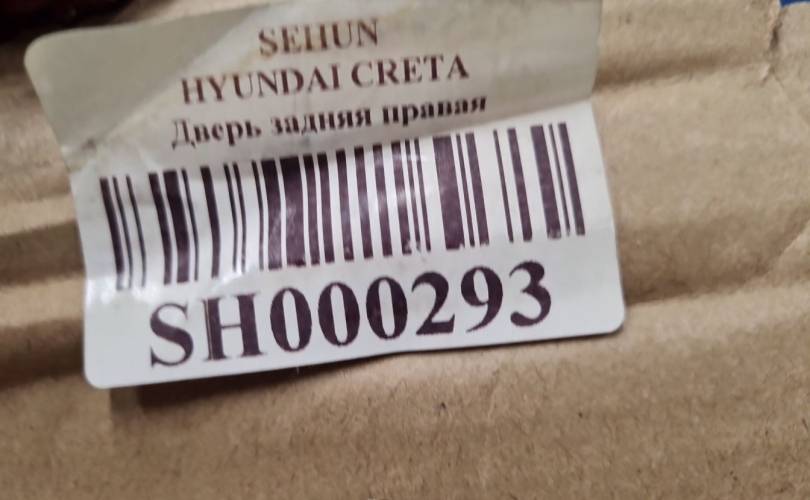 SEHUN
HYUNDAI CRETA
Дверь задняя правая
SH000293